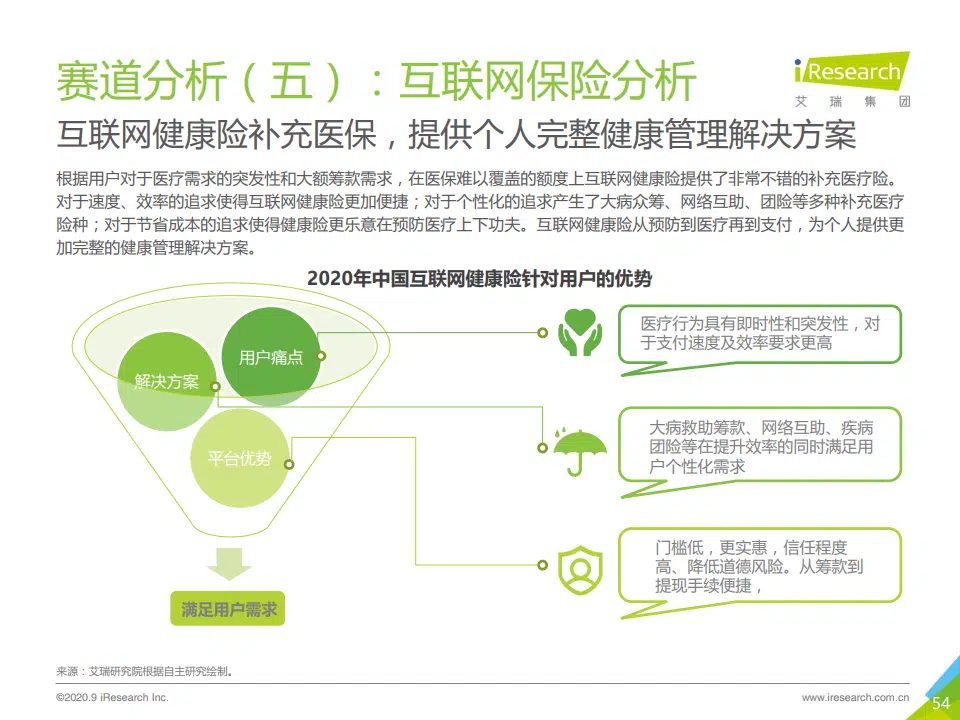 赛道分析（五）：互联网保险分析
iResearch
艾瑞集团
互联网健康险补充医保，提供个人完整健康管理解决方案
根据用户对于医疗需求的突发性和大额筹款需求，在医保难以覆盖的额度上互联网健康险提供了非常不错的补充医疗险。
对于速度、效率的追求使得互联网健康险更加便捷；对于个性化的追求产生了大病众筹、网络互助、团险等多种补充医疗
险种；对于节省成本的追求使得健康险更乐意在预防医疗上下功夫。互联网健康险从预防到医疗再到支付，为个人提供更
加完整的健康管理解决方案。
2020年中国互联网健康险针对用户的优势
用户痛点
解决方案
平台优势
满足用户需求
医疗行为具有即时性和突发性，对
于支付速度及效率要求更高
大病救助筹款、网络互助、疾病
团险等在提升效率的同时满足用
户个性化需求
门槛低，更实惠，信任程度
高、降低道德风险。从筹款到
提现手续便捷，
来源：艾瑞研究院根据自主研究绘制。
©2020.9 iResearch Inc.
www.iresearch.com.cn
54